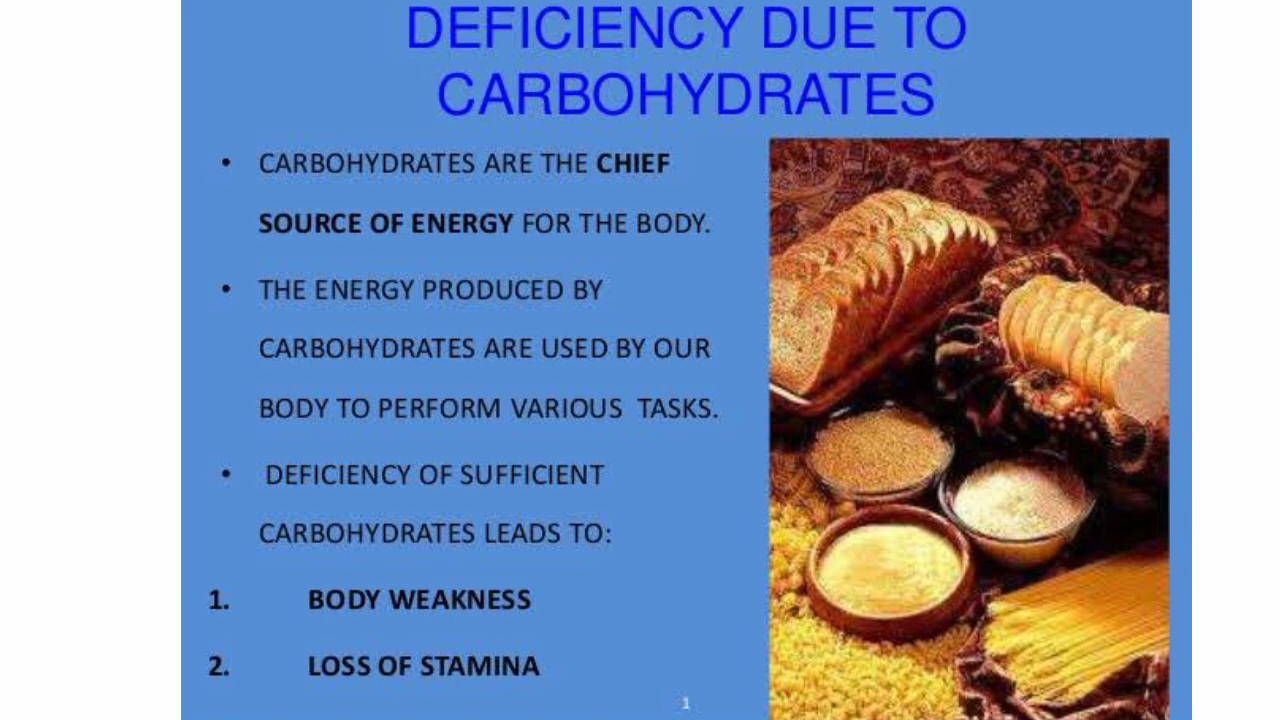 DEFICIENCY DUE TO
CARBOHYDRATES
• CARBOHYDRATES ARE THE CHIEF
SOURCE OF ENERGY FOR THE BODY.
• THE ENERGY PRODUCED BY
CARBOHYDRATES ARE USED BY OUR
BODY TO PERFORM VARIOUS TASKS.
• DEFICIENCY OF SUFFICIENT
CARBOHYDRATES LEADS TO:
1. BODY WEAKNESS
2. LOSS OF STAMINA
1